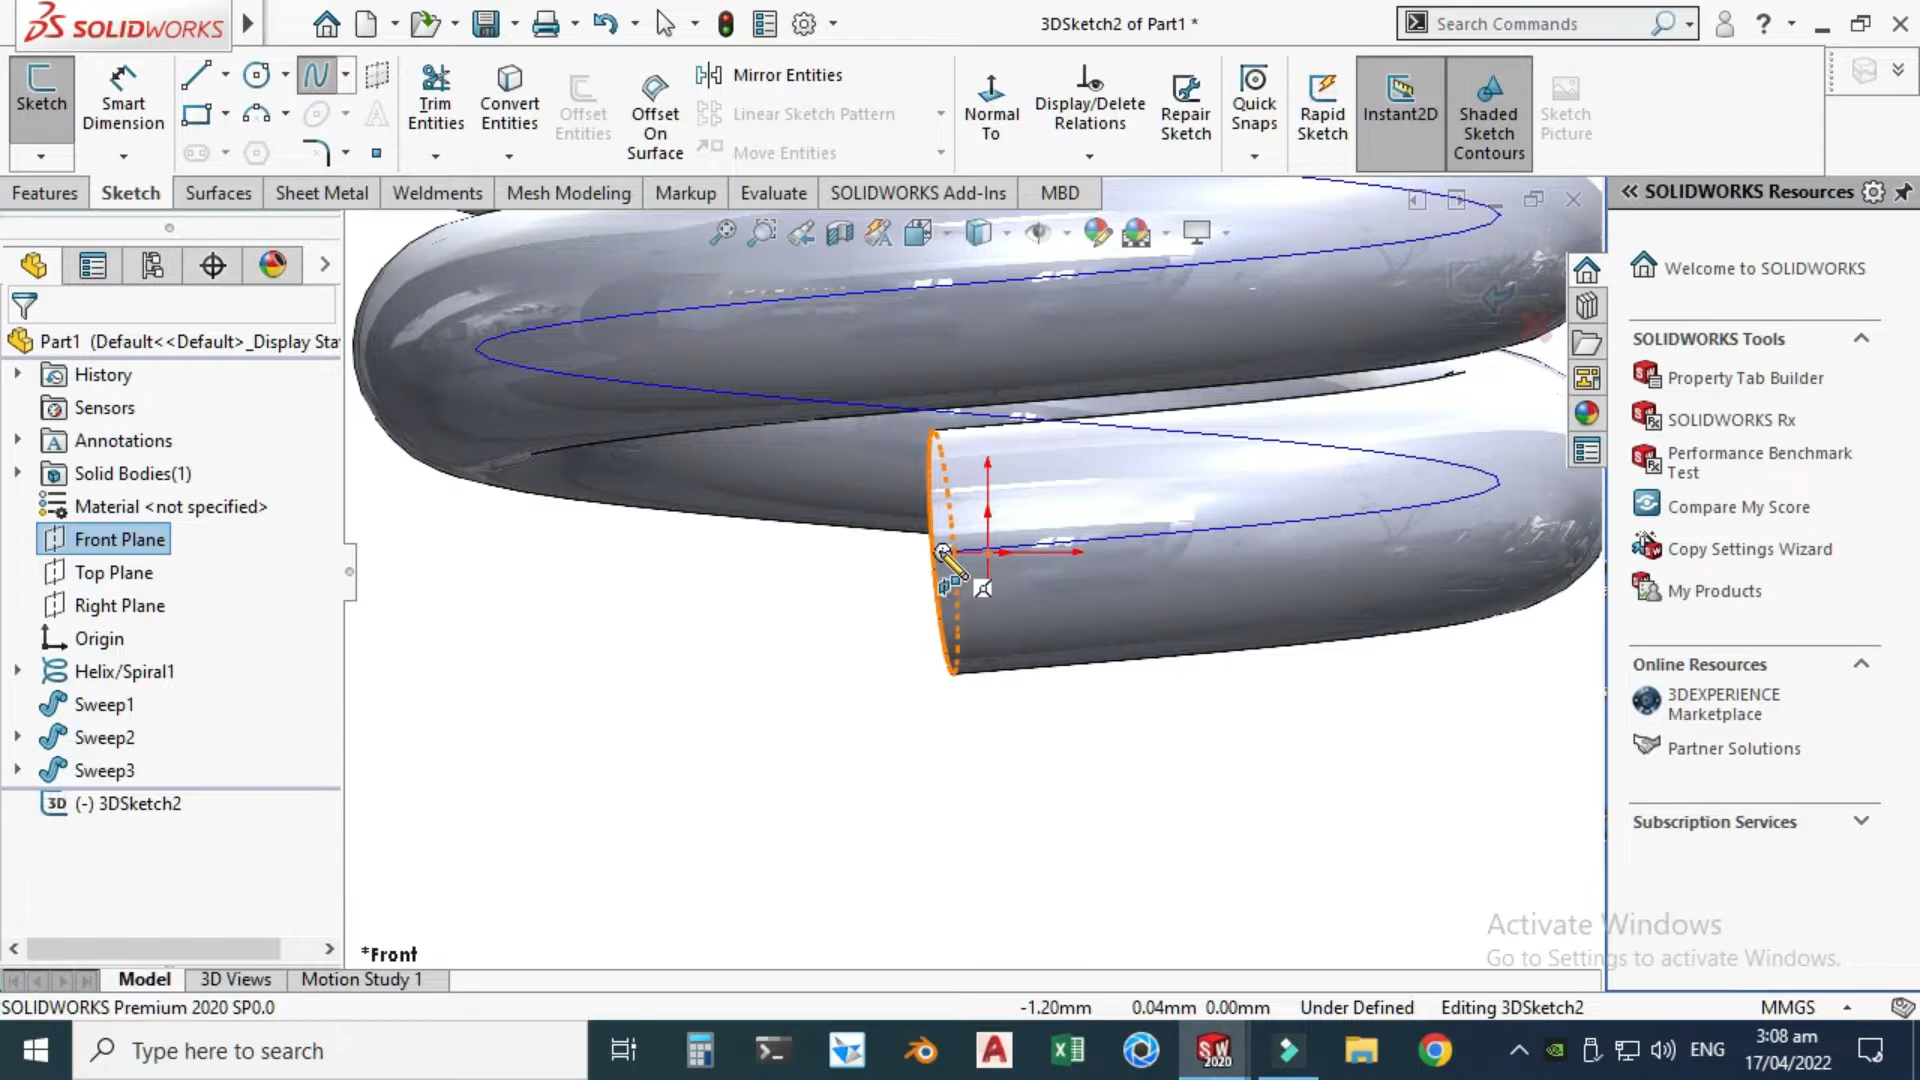 SOLIDWORKS
3DSketch2 of Part1 *
Search Commands
Sketch
Smart Dimension
Trim Entities
Convert Entities
Offset Entities
Offset On Surface
Mirror Entities
Linear Sketch Pattern
Move Entities
Normal To
Display/Delete Relations
Repair Sketch
Quick Snaps
Rapid Sketch
Instant2D
Shaded Sketch Contours
Sketch Picture
Features
Sketch
Surfaces
Sheet Metal
Weldments
Mesh Modeling
Markup
Evaluate
SOLIDWORKS Add-Ins
MBD
SOLIDWORKS Resources
Part1 (Default<<Default>_Display Sta
History
Sensors
Annotations
Solid Bodies(1)
Material <not specified>
Front Plane
Top Plane
Right Plane
Origin
Helix/Spiral1
Sweep1
Sweep2
Sweep3
3D (-) 3DSketch2
*Front
Welcome to SOLIDWORKS
SOLIDWORKS Tools
Property Tab Builder
SOLIDWORKS Rx
Performance Benchmark
Test
Compare My Score
Copy Settings Wizard
My Products
Online Resources
3DEXPERIENCE
Marketplace
Partner Solutions
Subscription Services
Activate Windows
Go to Settings to activate Windows.
Model
3D Views
Motion Study 1
SOLIDWORKS Premium 2020 SP0.0
-1.20mm
0.04mm 0.00mm
Under Defined
Editing 3DSketch2
MMGS
Type here to search
SW
2020
ENG
3:08 am
17/04/2022